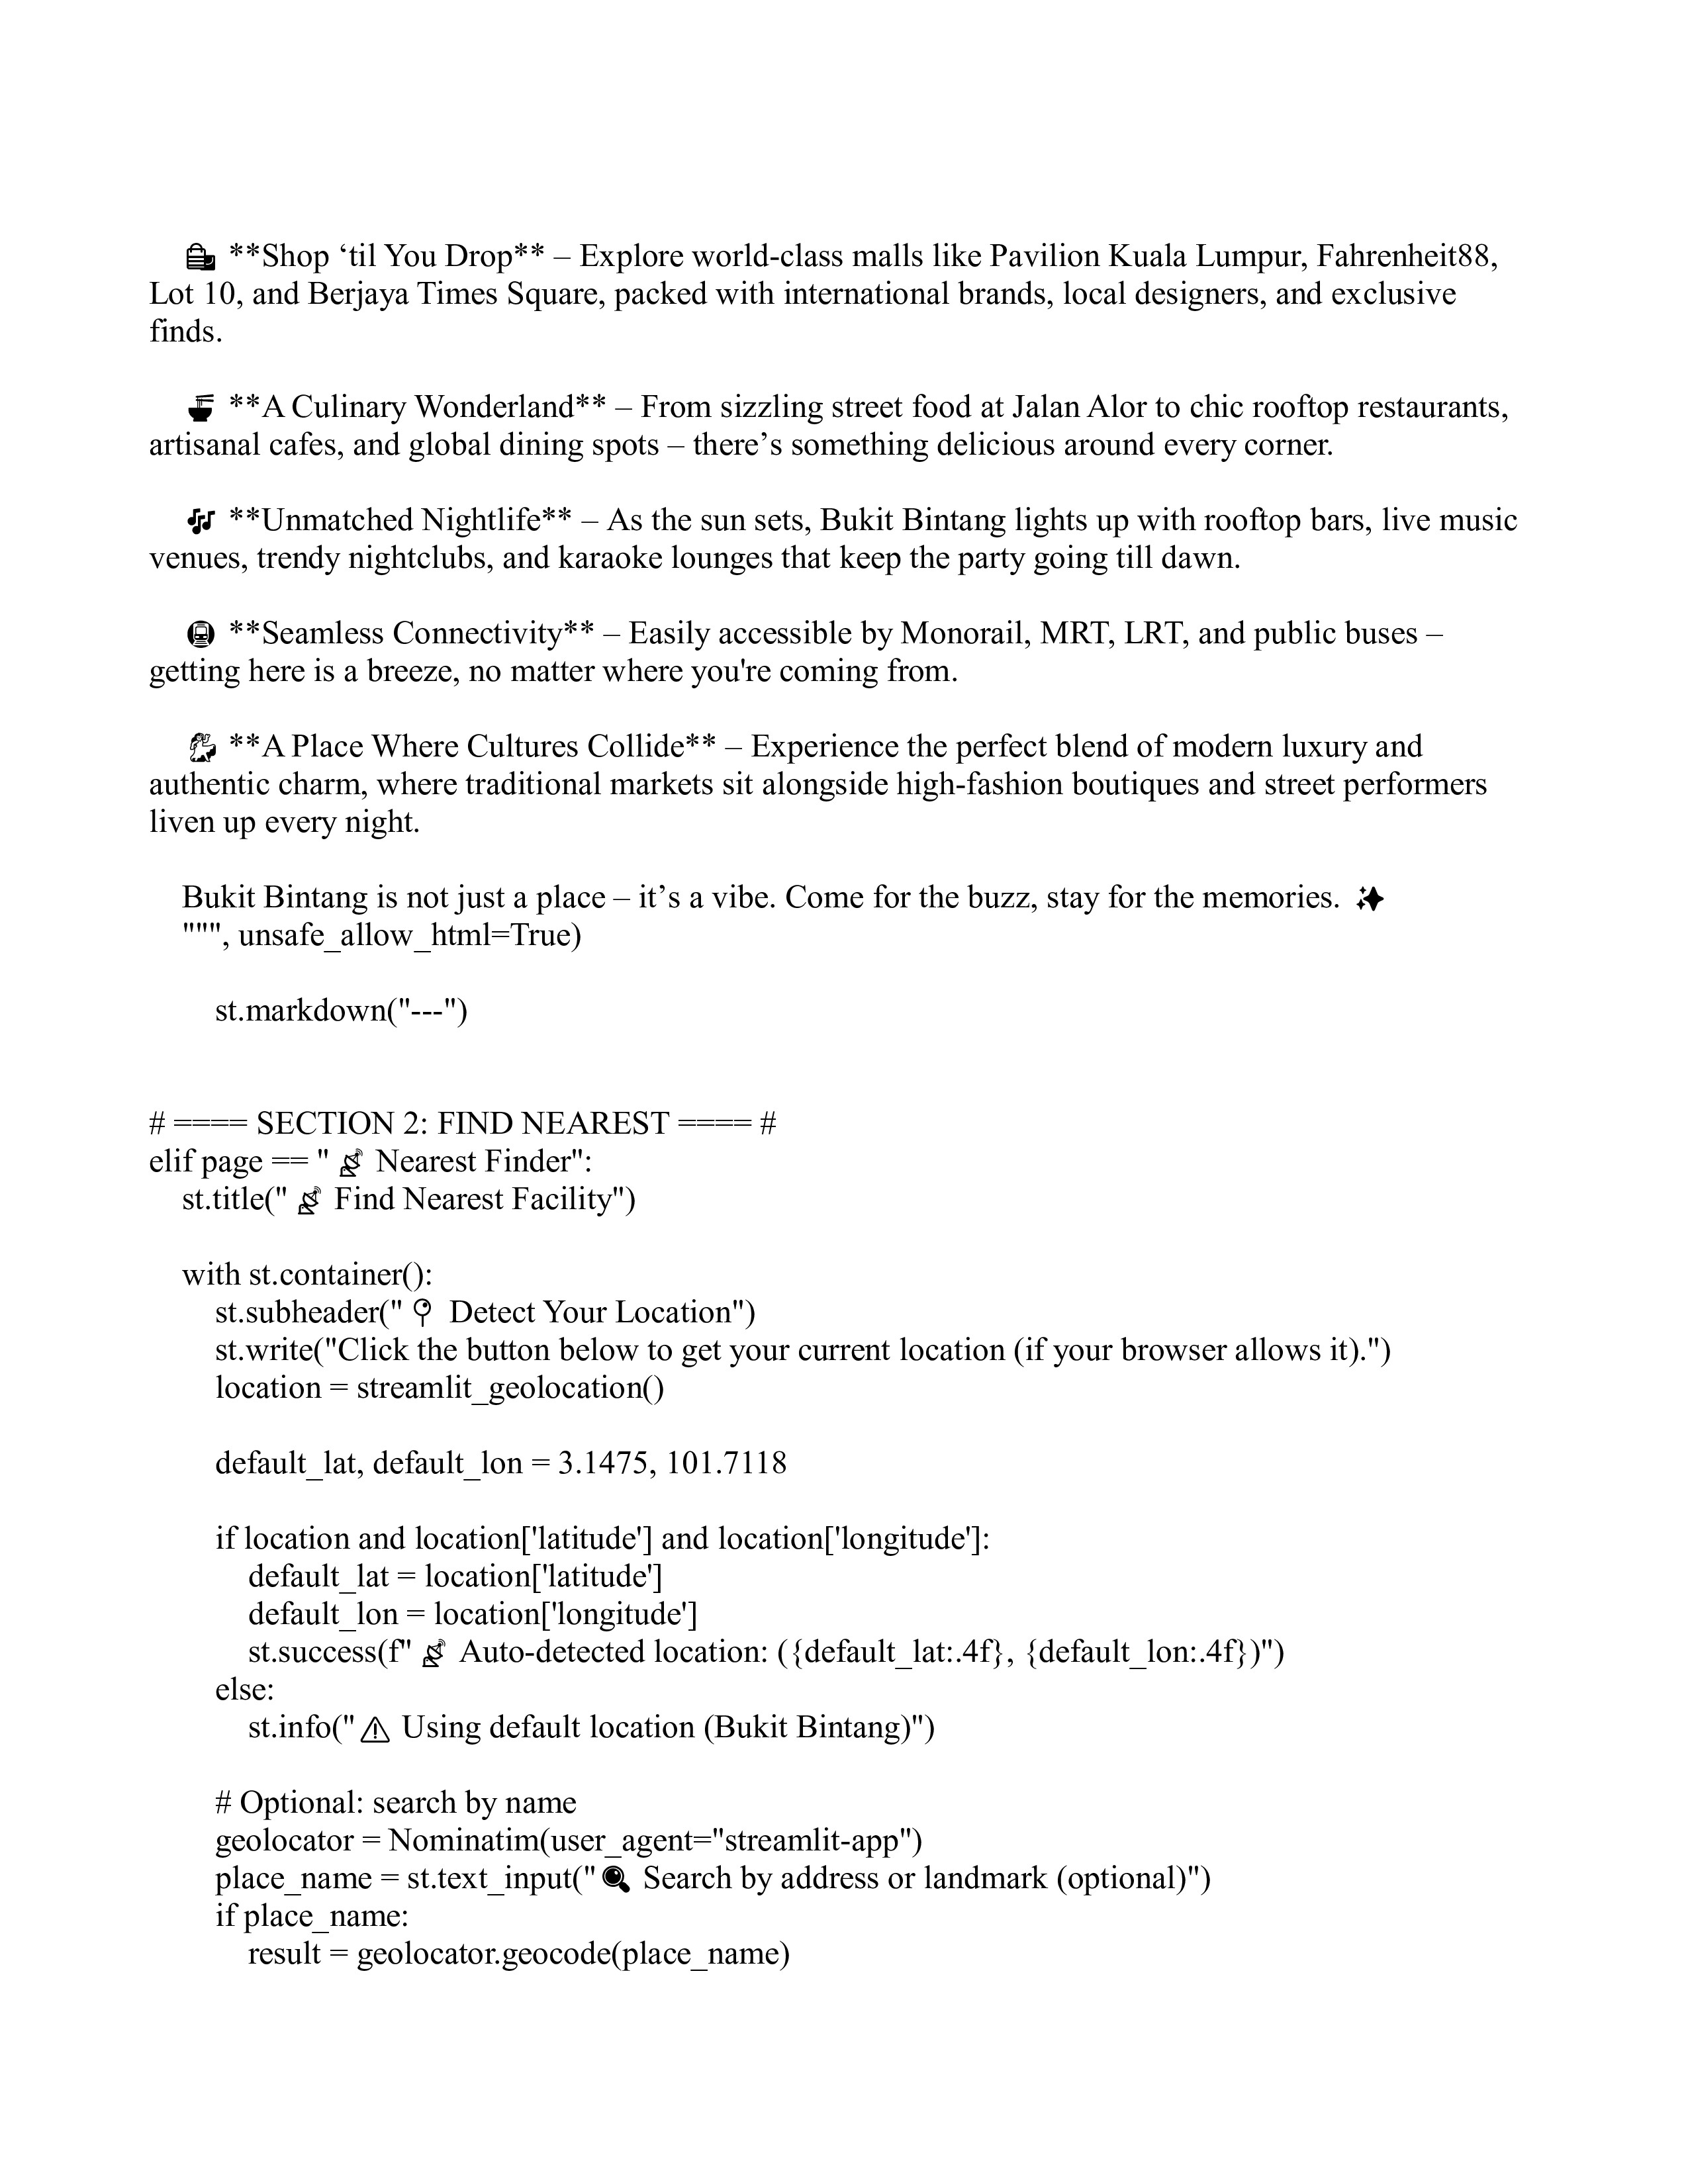 🛍 **Shop ‘til You Drop** – Explore world-class malls like Pavilion Kuala Lumpur, Fahrenheit88,
Lot 10, and Berjaya Times Square, packed with international brands, local designers, and exclusive
finds.
🍜 **A Culinary Wonderland** – From sizzling street food at Jalan Alor to chic rooftop restaurants,
artisanal cafes, and global dining spots – there’s something delicious around every corner.
🎶 **Unmatched Nightlife** – As the sun sets, Bukit Bintang lights up with rooftop bars, live music
venues, trendy nightclubs, and karaoke lounges that keep the party going till dawn.
🚇 **Seamless Connectivity** – Easily accessible by Monorail, MRT, LRT, and public buses –
getting here is a breeze, no matter where you're coming from.
💃 **A Place Where Cultures Collide** – Experience the perfect blend of modern luxury and
authentic charm, where traditional markets sit alongside high-fashion boutiques and street performers
liven up every night.
Bukit Bintang is not just a place – it’s a vibe. Come for the buzz, stay for the memories. ✨
""", unsafe_allow_html=True)
st.markdown("---")
# ==== SECTION 2: FIND NEAREST ==== #
elif page == "📡 Nearest Finder":
st.title("📡 Find Nearest Facility")
with st.container():
st.subheader("📍 Detect Your Location")
st.write("Click the button below to get your current location (if your browser allows it).")
location = streamlit_geolocation()
default_lat, default_lon = 3.1475, 101.7118
if location and location['latitude'] and location['longitude']:
default_lat = location['latitude']
default_lon = location['longitude']
st.success(f"📡 Auto-detected location: ({default_lat:.4f}, {default_lon:.4f})")
else:
st.info("⚠ Using default location (Bukit Bintang)")
# Optional: search by name
geolocator = Nominatim(user_agent="streamlit-app")
place_name = st.text_input("🔍 Search by address or landmark (optional)")
if place_name:
result = geolocator.geocode(place_name)